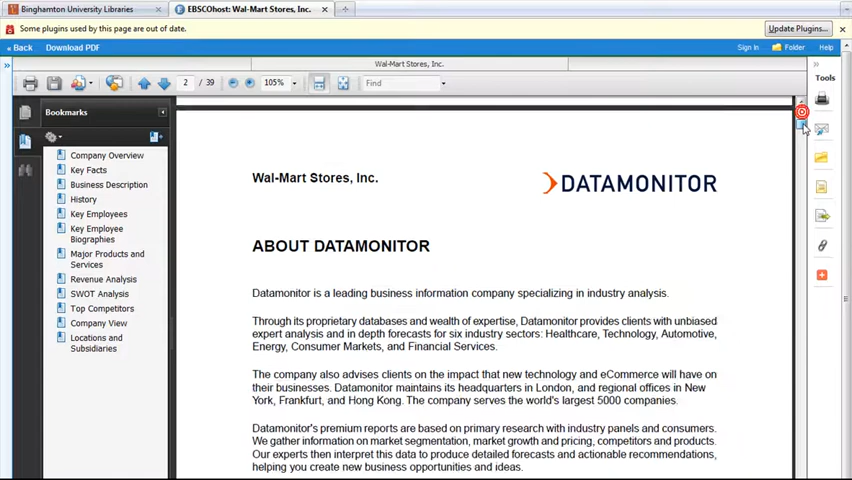 Binghamton University Libraries
EBSCOhost: Wal-Mart Stores, Inc.
Some plugins used by this page are out of date.
Update Plugins...
« Back
Download PDF
Sign In
Folder
Help
Wal-Mart Stores, Inc.
Tools
2 / 39
105%
Find
Bookmarks
Company Overview
Key Facts
Business Description
History
Key Employees
Key Employee
Biographies
Major Products and
Services
Revenue Analysis
SWOT Analysis
Top Competitors
Company View
Locations and
Subsidiaries
Wal-Mart Stores, Inc.
DATAMONITOR
ABOUT DATAMONITOR
Datamonitor is a leading business information company specializing in industry analysis.
Through its proprietary databases and wealth of expertise, Datamonitor provides clients with unbiased
expert analysis and in depth forecasts for six industry sectors: Healthcare, Technology, Automotive,
Energy, Consumer Markets, and Financial Services.
The company also advises clients on the impact that new technology and eCommerce will have on
their businesses. Datamonitor maintains its headquarters in London, and regional offices in New
York, Frankfurt, and Hong Kong. The company serves the world's largest 5000 companies.
Datamonitor's premium reports are based on primary research with industry panels and consumers.
We gather information on market segmentation, market growth and pricing, competitors and products.
Our experts then interpret this data to produce detailed forecasts and actionable recommendations,
helping you create new business opportunities and ideas.